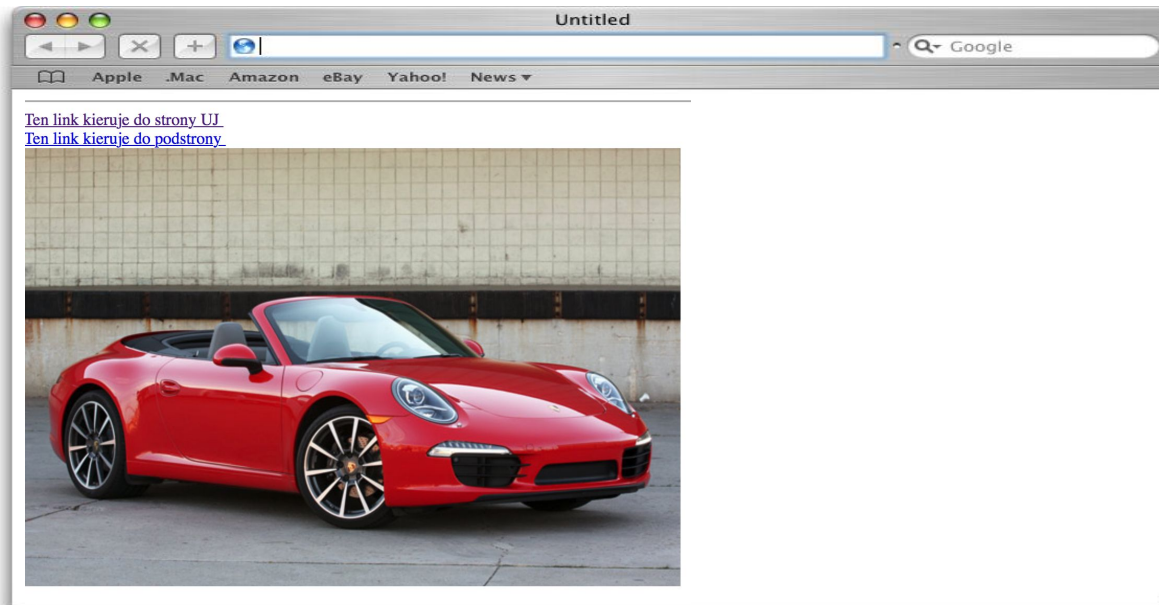 Untitled
Google
Apple .Mac Amazon eBay Yahoo! News
Ten link kieruje do strony UJ
Ten link kieruje do podstrony